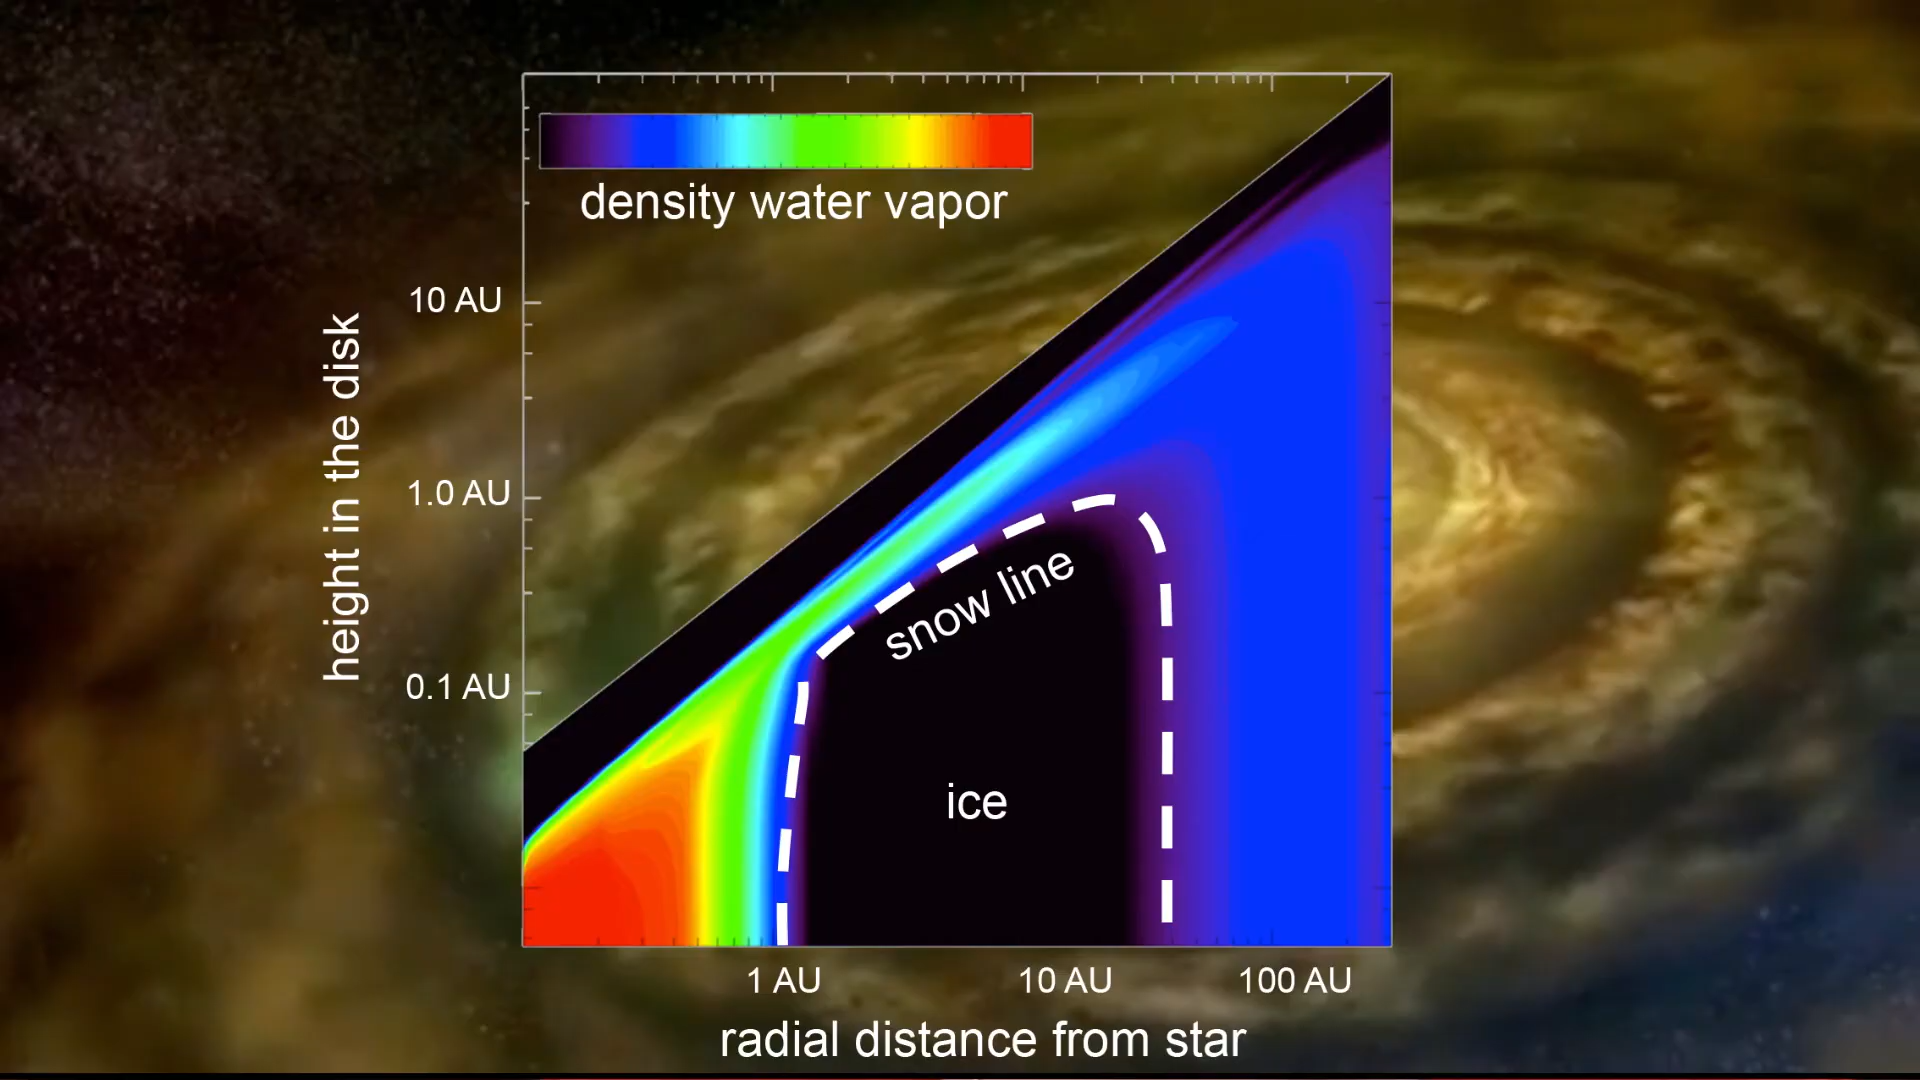 density water vapor
10 AU
1.0 AU
0.1 AU
height in the disk
snow line
ice
1 AU
10 AU
100 AU
radial distance from star